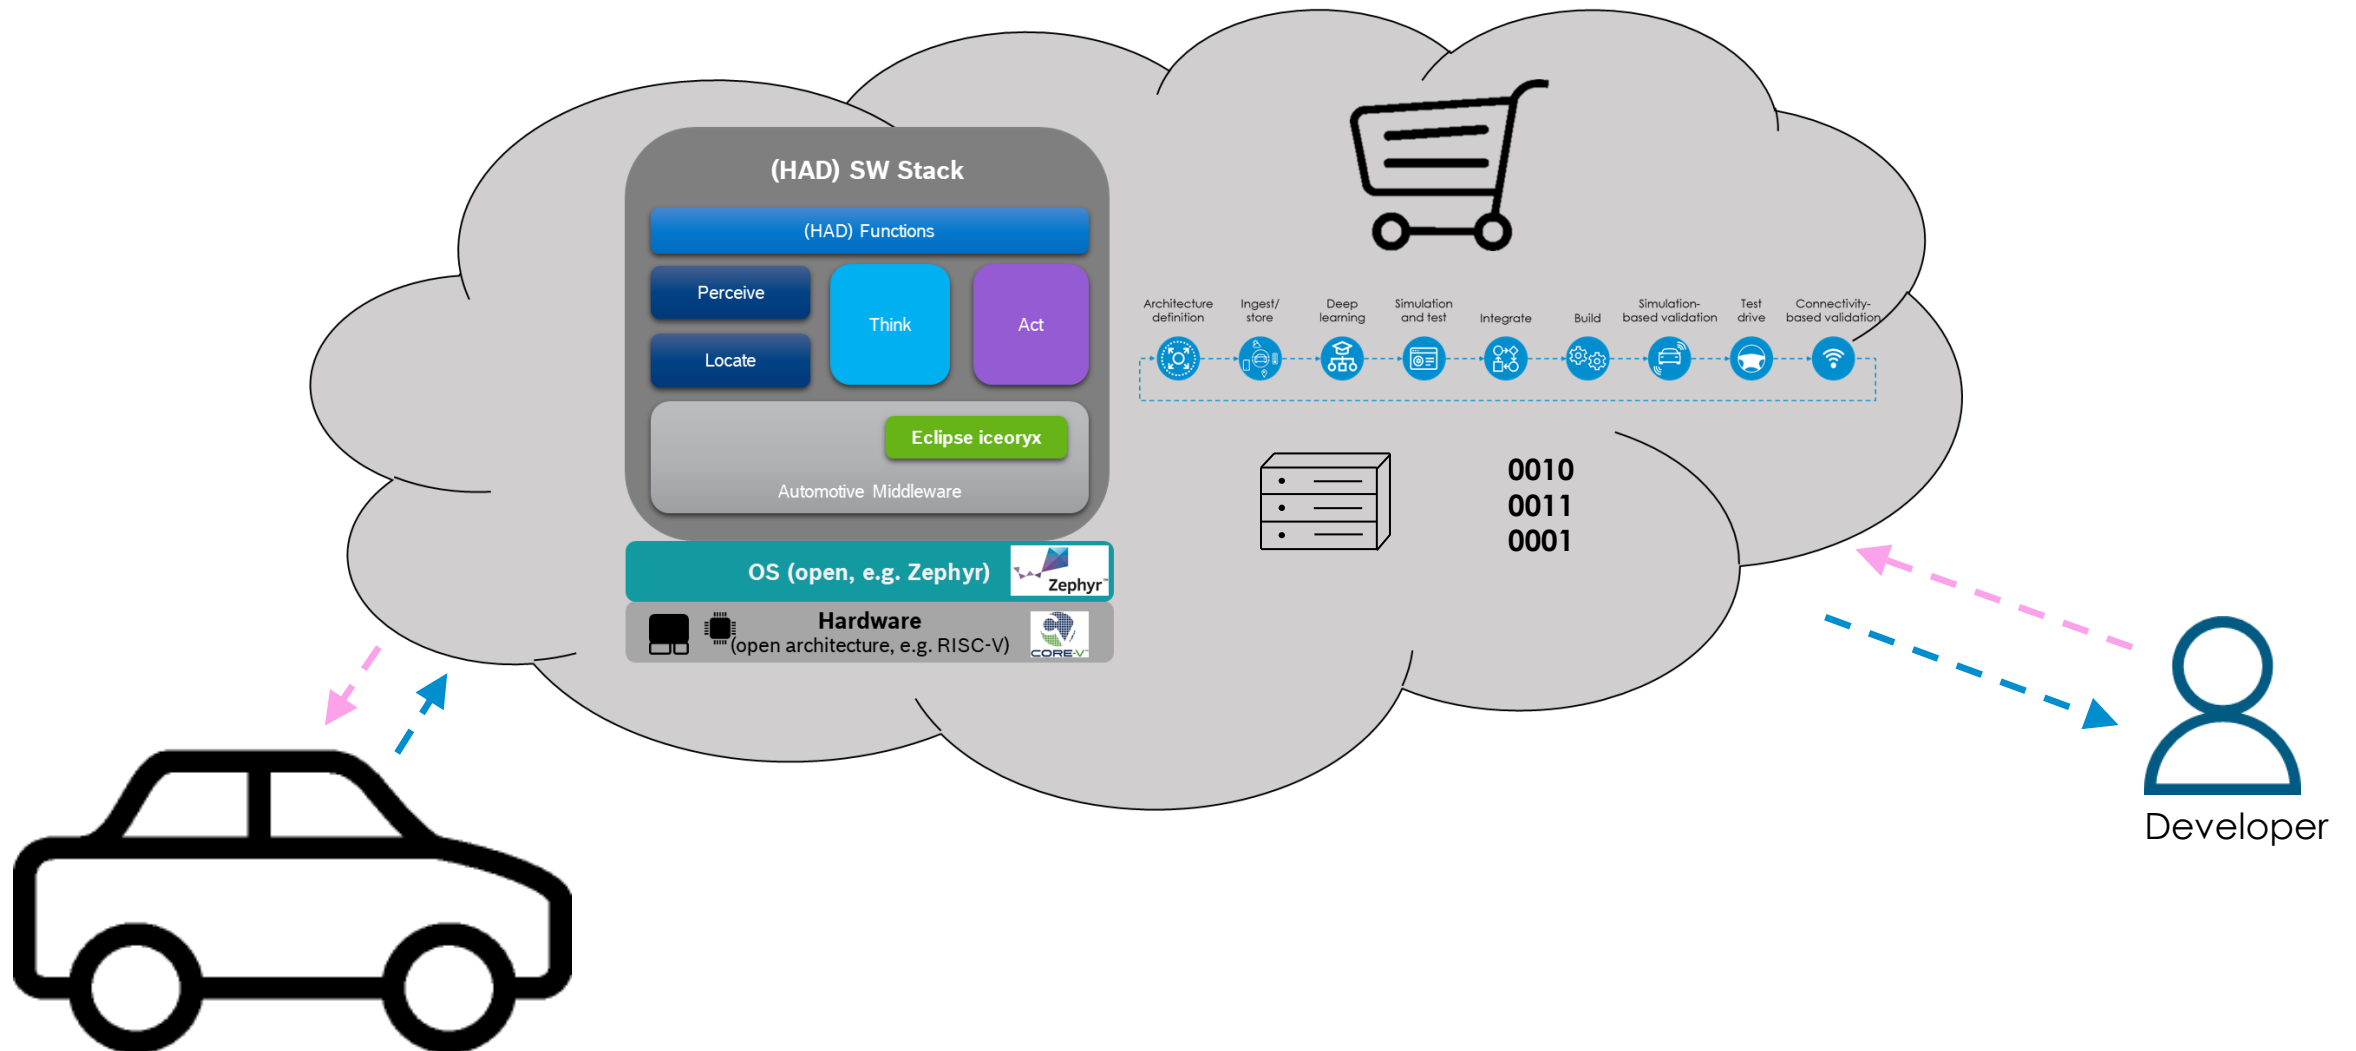 (HAD) SW Stack
(HAD) Functions
Perceive
Think
Act
Locate
Eclipse iceoryx
Automotive Middleware
OS (open, e.g. Zephyr)
Zephyr™
Hardware
(open architecture, e.g. RISC-V)
CORE-V™
Architecture
definition
Ingest/
store
Deep
learning
Simulation
and test
Integrate
Build
Simulation-
based validation
Test
drive
Connectivity-
based validation
0010
0011
0001
Developer